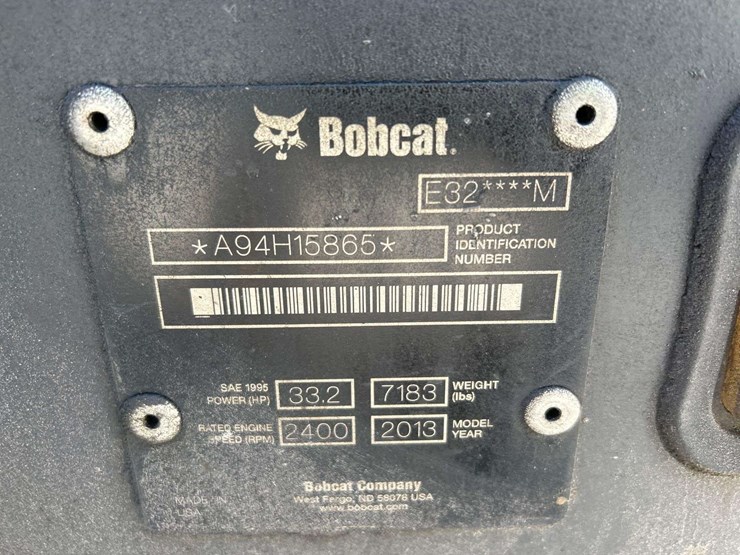 Bobcat.
E32****M
*A94H15865*
PRODUCT
IDENTIFICATION
NUMBER
SAE 1995
POWER (HP)
33.2
7183
WEIGHT
(lbs)
RATED ENGINE
SPEED (RPM)
2400
2013
MODEL
YEAR
Bobcat Company
West Fargo, ND 58078 USA
www.bobcat.com
MADE IN
USA